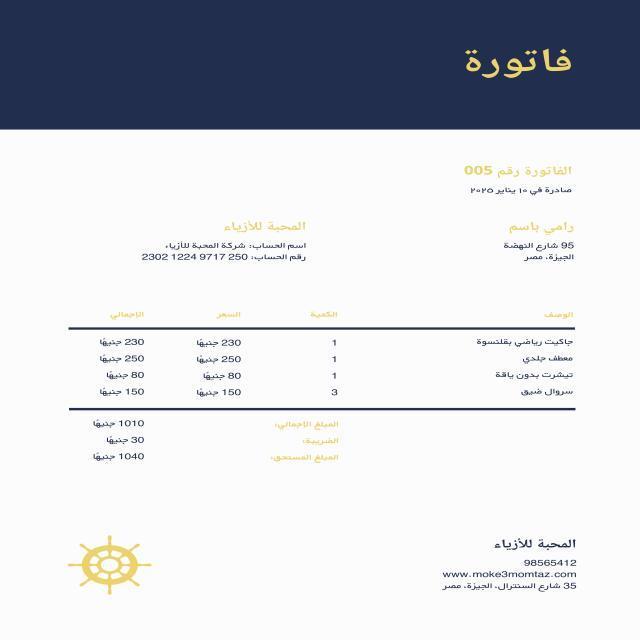 فاتورة
الفاتورة رقم 005
صادرة في ١٠ يناير ٢٠٢٥
رامي باسم
95 شارع النهضة
الجيزة، مصر
المحبة للأزياء
اسم الحساب: شركة المحبة للأزياء
رقم الحساب: 250 9717 1224 2302
الوصف الكمية السعر الإجمالي
جاكيت رياضي بقلنسوة 1 230 جنيهًا 230 جنيهًا
معطف جلدي 1 250 جنيهًا 250 جنيهًا
تيشرت بدون ياقة 1 80 جنيهًا 80 جنيهًا
سروال ضيق 3 150 جنيهًا 150 جنيهًا
المبلغ الإجمالي: 1010 جنيهًا
الضريبة: 30 جنيهًا
المبلغ المستحق: 1040 جنيهًا
المحبة للأزياء
98565412
www.moke3momtaz.com
35 شارع السنترال، الجيزة، مصر